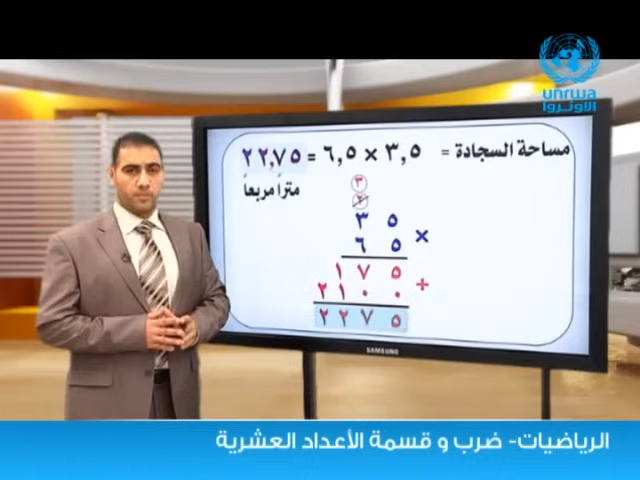 unrwa
الأونروا
مساحة السجادة = ٣,٥ × ٦,٥ = ٢٢,٧٥
متراً مربعاً
٣
٢
٣ ٥
×
٦ ٥
١ ٧ ٥
+
٢ ١ ٠ ٠
٢ ٢ ٧ ٥
SAMSUNG
الرياضيات- ضرب و قسمة الأعداد العشرية